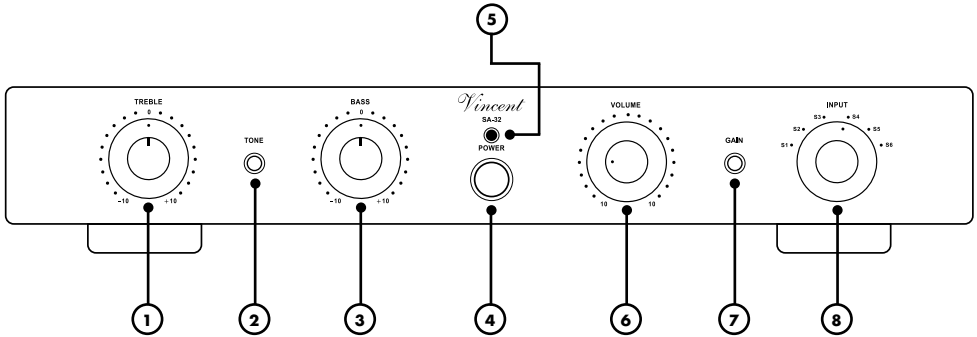 5
TREBLE
0
-10 +10
TONE
BASS
0
-10 +10
Vincent
SA-32
POWER
VOLUME
10 10
GAIN
INPUT
S1
S2
S3
S4
S5
S6
1
2
3
4
6
7
8